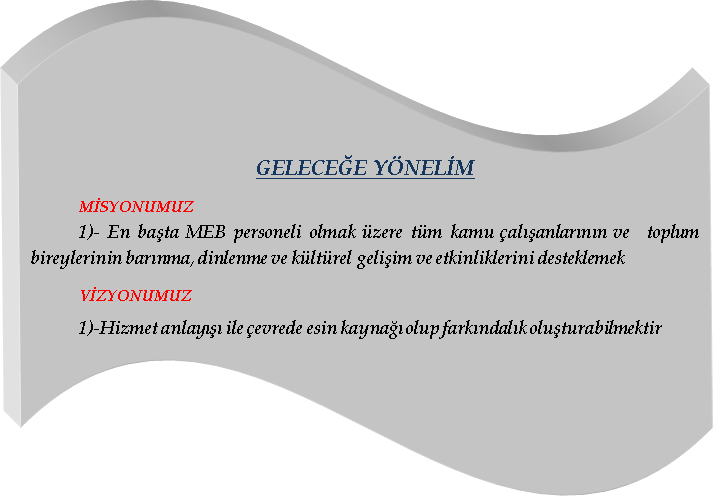 GELECEĞE YÖNELİM
MİSYONUMUZ
1)- En başta MEB personeli olmak üzere tüm kamu çalışanlarının ve toplum
bireylerinin barınma, dinlenme ve kültürel gelişim ve etkinliklerini desteklemek
VİZYONUMUZ
1)-Hizmet anlayışı ile çevrede esin kaynağı olup farkındalık oluşturabilmektir